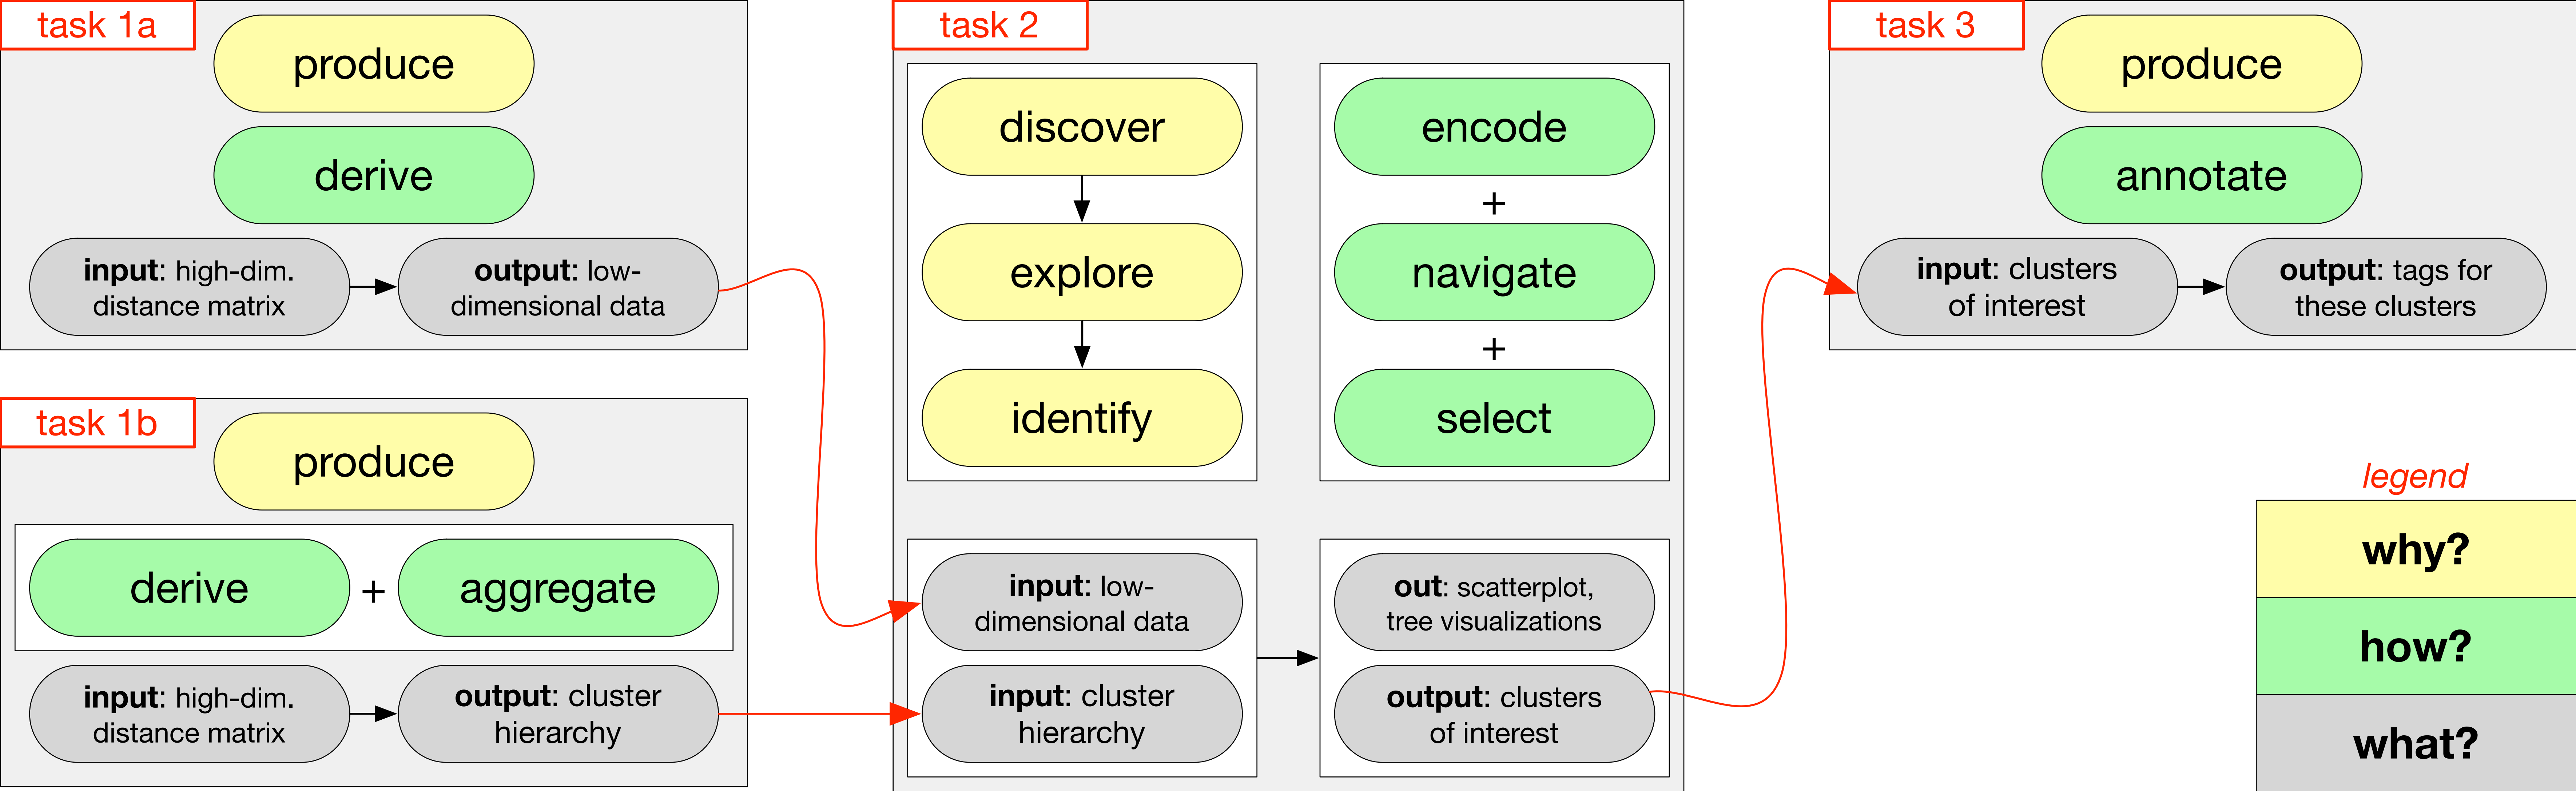 task 1a
produce
derive
input: high-dim.
distance matrix
output: low-
dimensional data
task 1b
produce
derive
+
aggregate
input: high-dim.
distance matrix
output: cluster
hierarchy
task 2
discover
explore
identify
encode
+
navigate
+
select
input: low-
dimensional data
input: cluster
hierarchy
out: scatterplot,
tree visualizations
output: clusters
of interest
task 3
produce
annotate
input: clusters
of interest
output: tags for
these clusters
legend
why?
how?
what?